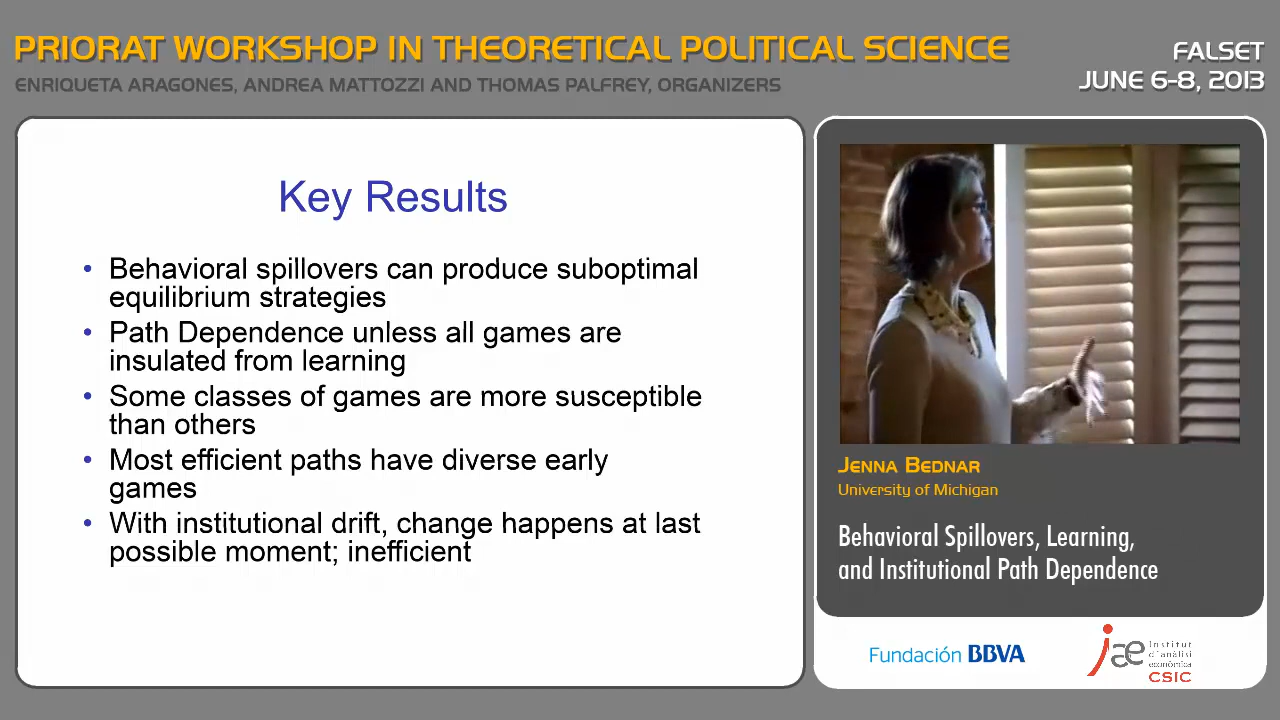 PRIORAT WORKSHOP IN THEORETICAL POLITICAL SCIENCE
ENRIQUETA ARAGONES, ANDREA MATTOZZI AND THOMAS PALFREY, ORGANIZERS
FALSET
JUNE 6-8, 2013
Key Results
• Behavioral spillovers can produce suboptimal
equilibrium strategies
• Path Dependence unless all games are
insulated from learning
• Some classes of games are more susceptible
than others
• Most efficient paths have diverse early
games
• With institutional drift, change happens at last
possible moment; inefficient
JENNA BEDNAR
University of Michigan
Behavioral Spillovers, Learning,
and Institutional Path Dependence
Fundación BBVA
iae
Institut
d'anàlisi
econòmica
CSIC